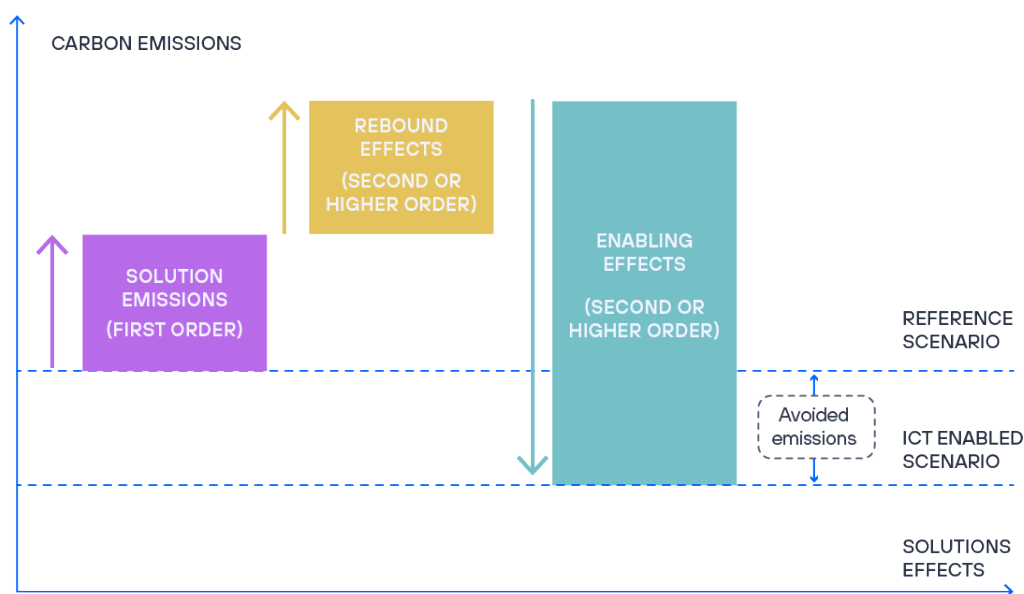 CARBON EMISSIONS
REBOUND
EFFECTS
(SECOND OR
HIGHER ORDER)
SOLUTION
EMISSIONS
(FIRST ORDER)
ENABLING
EFFECTS
(SECOND OR
HIGHER ORDER)
REFERENCE
SCENARIO
Avoided
emissions
ICT ENABLED
SCENARIO
SOLUTIONS
EFFECTS